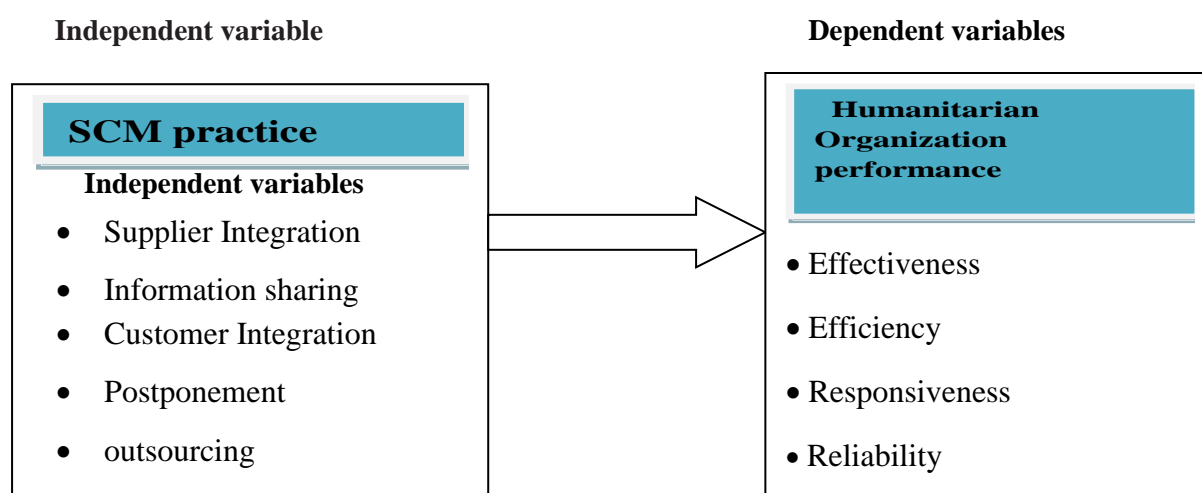 Independent variable
Dependent variables
SCM practice
Independent variables
• Supplier Integration
• Information sharing
• Customer Integration
• Postponement
• outsourcing
Humanitarian
Organization
performance
• Effectiveness
• Efficiency
• Responsiveness
• Reliability